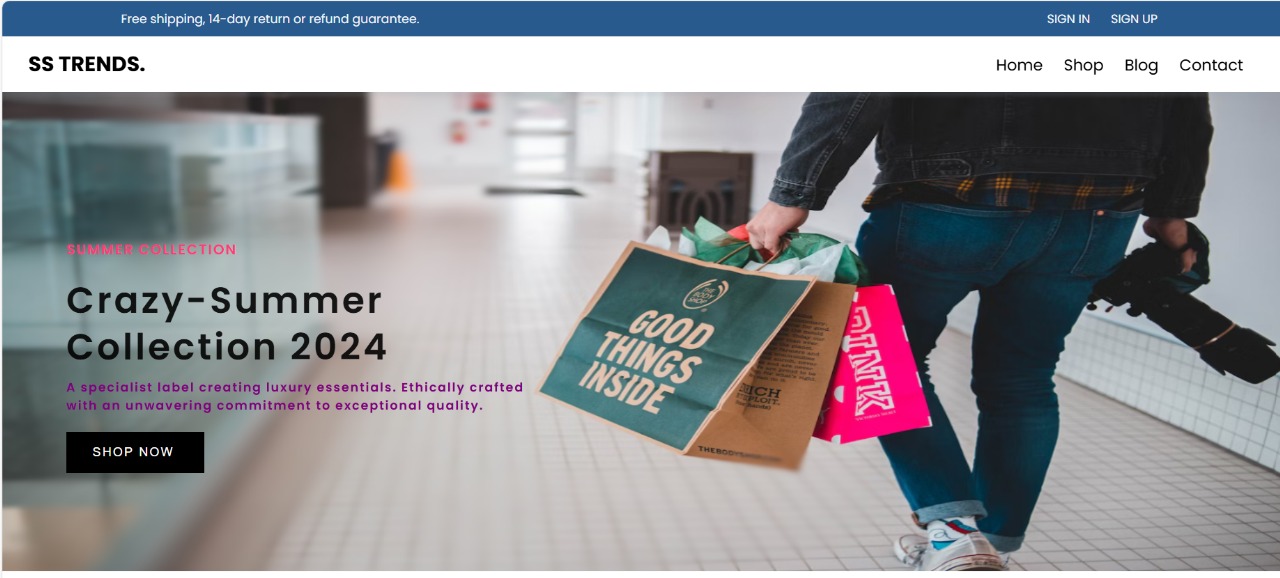 Free shipping, 14-day return or refund guarantee.
SIGN IN SIGN UP
SS TRENDS.
Home Shop Blog Contact
SUMMER COLLECTION
Crazy-Summer
Collection 2024
A specialist label creating luxury essentials. Ethically crafted
with an unwavering commitment to exceptional quality.
SHOP NOW
THE
BODY
SHOP
GOOD
THINGS
INSIDE
PINK